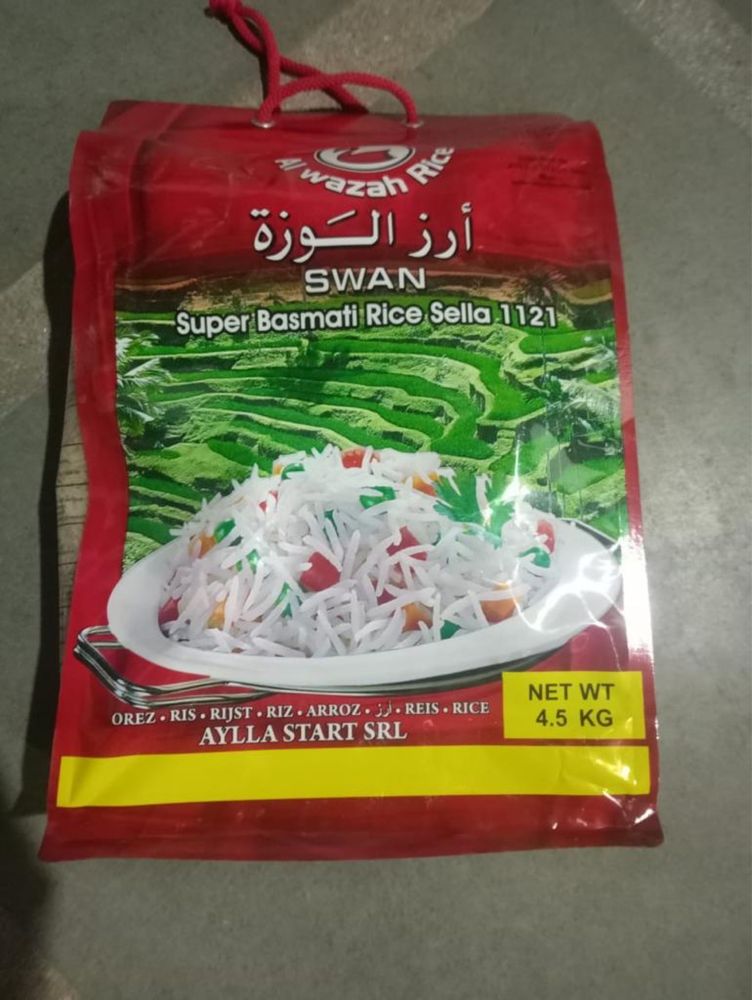 Al wazah Rice
أرز الـوزة
SWAN
Super Basmati Rice Sella 1121
OREZ • RIS • RIJST • RIZ • ARROZ • أرز • REIS • RICE
AYLLA START SRL
NET WT
4.5 KG